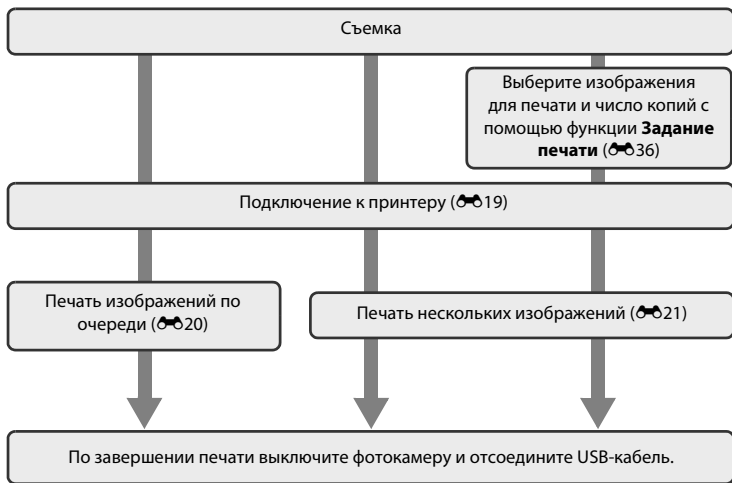 Съемка
Выберите изображения
для печати и число копий с
помощью функции Задание
печати (36)
Подключение к принтеру (19)
Печать изображений по
очереди (20)
Печать нескольких изображений (21)
По завершении печати выключите фотокамеру и отсоедините USB-кабель.